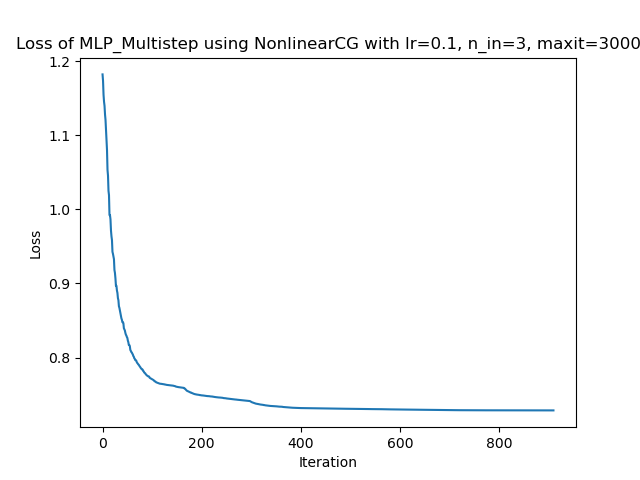 Loss of MLP_Multistep using NonlinearCG with lr=0.1, n_in=3, maxit=3000
1.2
1.1
1.0
0.9
0.8
Loss
0 200 400 600 800
Iteration